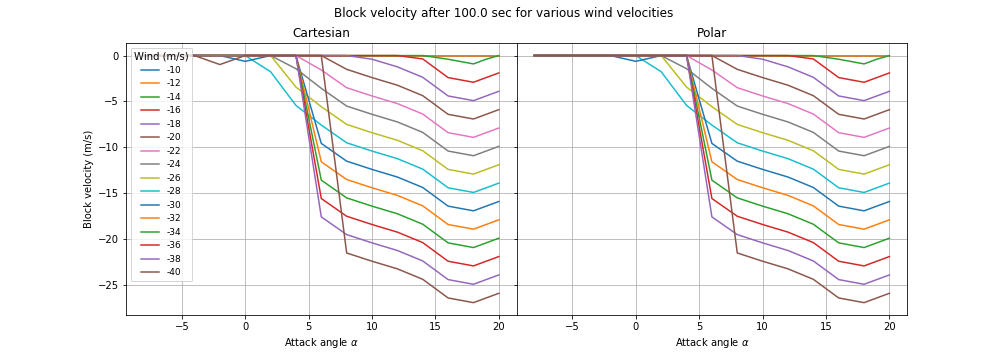 Block velocity after 100.0 sec for various wind velocities
Cartesian
Polar
Block velocity (m/s)
0
−5
−10
−15
−20
−25
Wind (m/s)
-10
-12
-14
-16
-18
-20
-22
-24
-26
-28
-30
-32
-34
-36
-38
-40
−5 0 5 10 15 20
−5 0 5 10 15 20
Attack angle α
Attack angle α